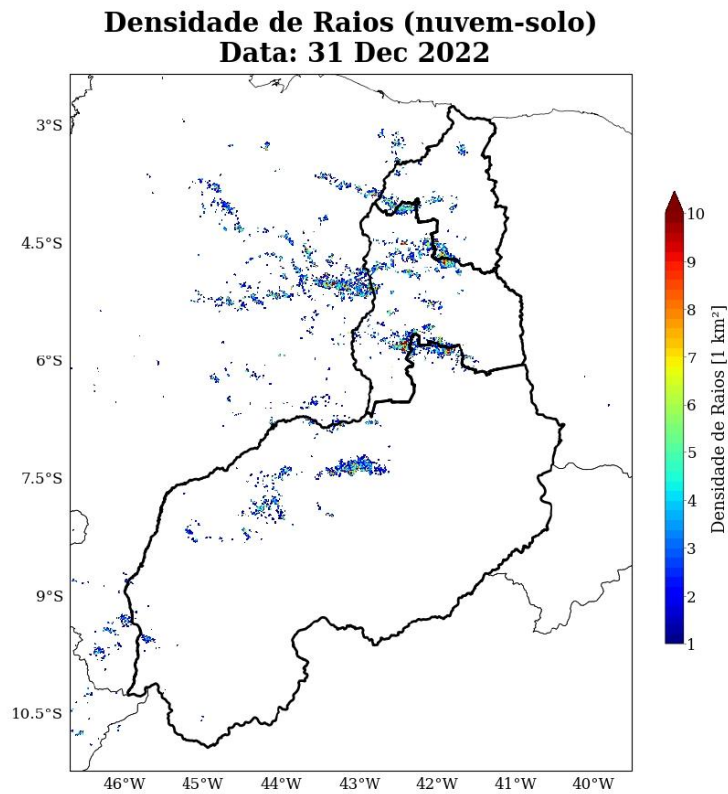 Densidade de Raios (nuvem-solo)
Data: 31 Dec 2022
3°S
4.5°S
6°S
7.5°S
9°S
10.5°S
46°W 45°W 44°W 43°W 42°W 41°W 40°W
10
9
8
7
6
5
4
3
2
1
Densidade de Raios [1 km²]